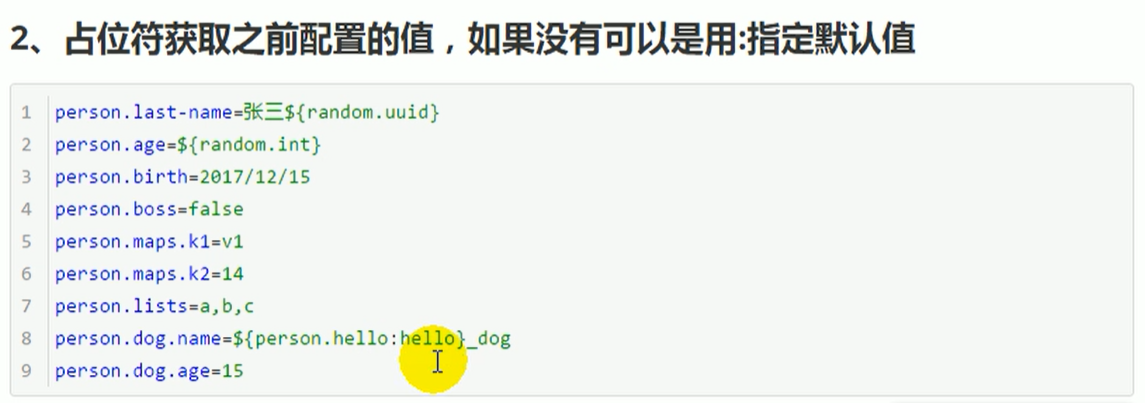 2、占位符获取之前配置的值，如果没有可以是用:指定默认值
1 person.last-name=张三${random.uuid}
2 person.age=${random.int}
3 person.birth=2017/12/15
4 person.boss=false
5 person.maps.k1=v1
6 person.maps.k2=14
7 person.lists=a,b,c
8 person.dog.name=${person.hello:hello}_dog
9 person.dog.age=15